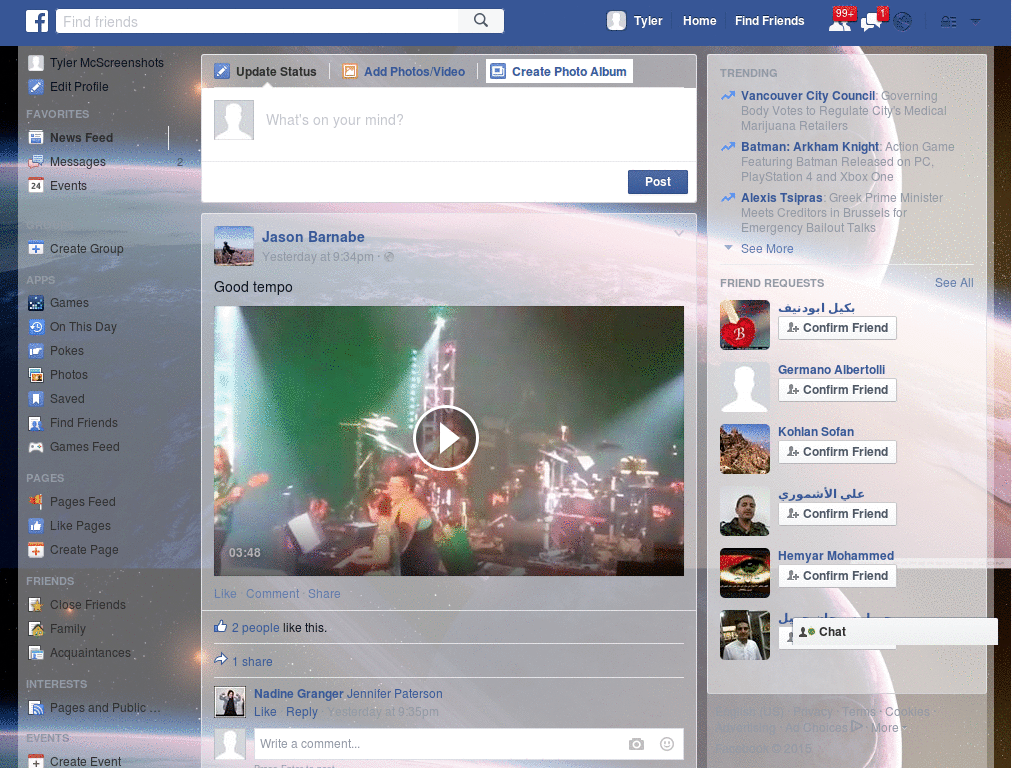 f
Find friends
Tyler
Home
Find Friends
99+
1
Tyler McScreenshots
Edit Profile
FAVORITES
News Feed
Messages
2
24
Events
Create Group
APPS
Games
On This Day
Pokes
Photos
Saved
Find Friends
Games Feed
PAGES
Pages Feed
Like Pages
Create Page
FRIENDS
Close Friends
Family
Acquaintances
INTERESTS
Pages and Public ...
EVENTS
Create Event
Update Status
Add Photos/Video
Create Photo Album
What's on your mind?
Post
Jason Barnabe
Yesterday at 9:34pm ·
Good tempo
03:48
Like · Comment · Share
2 people like this.
1 share
Nadine Granger Jennifer Paterson
Like · Reply · Yesterday at 9:35pm
Write a comment...
Press Enter to post.
TRENDING
Vancouver City Council: Governing
Body Votes to Regulate City's Medical
Marijuana Retailers
Batman: Arkham Knight: Action Game
Featuring Batman Released on PC,
PlayStation 4 and Xbox One
Alexis Tsipras: Greek Prime Minister
Meets Creditors in Brussels for
Emergency Bailout Talks
See More
FRIEND REQUESTS
See All
بكيل ابودنيف
B
Confirm Friend
Germano Albertolli
Confirm Friend
Kohlan Sofan
Confirm Friend
علي الأشموري
Confirm Friend
Hemyar Mohammed
Confirm Friend
Chat
English (US) · Privacy · Terms · Cookies ·
Advertising · Ad Choices · More
Facebook © 2015